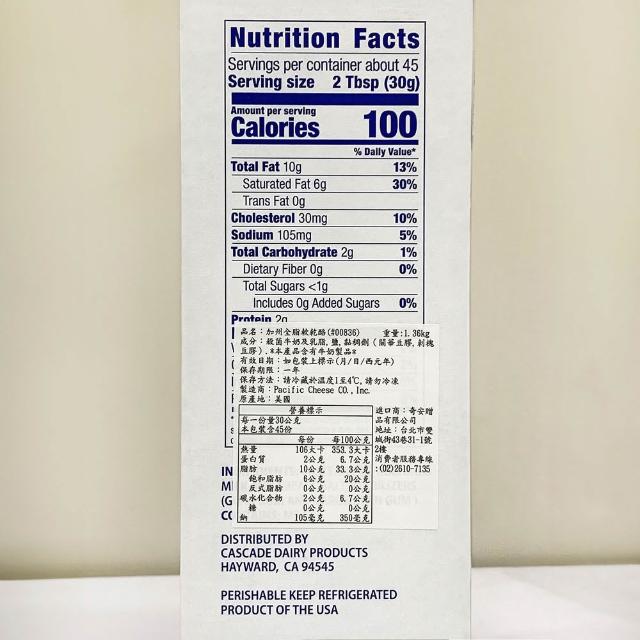 Nutrition Facts
Servings per container about 45
Serving size 2 Tbsp (30g)
Amount per serving
Calories 100
% Daily Value*
Total Fat 10g 13%
Saturated Fat 6g 30%
Trans Fat 0g
Cholesterol 30mg 10%
Sodium 105mg 5%
Total Carbohydrate 2g 1%
Dietary Fiber 0g 0%
Total Sugars <1g
Includes 0g Added Sugars 0%
Protein 2g
品名：加州全脂軟乾酪(#00836) 重量:1.36kg
成分：殺菌牛奶及乳脂,鹽,黏稠劑(關華豆膠,刺槐
豆膠).*本產品含有牛奶製品*
有效日期：如包裝上標示(月/日/西元年)
保存期限：一年
保存方法：請冷藏於溫度1至4℃,請勿冷凍
製造商：Pacific Cheese CO., Inc.
原產地：美國
營養標示
每一份量30公克
本包裝含45份
每份 每100公克
熱量 106大卡 353.3大卡
蛋白質 2公克 6.7公克
脂肪 10公克 33.3公克
飽和脂肪 6公克 20公克
反式脂肪 0公克 0公克
碳水化合物 2公克 6.7公克
糖 0公克 0公克
鈉 105毫克 350毫克
進口商：奇安贈
品有限公司
地址：台北市雙
城街43巷31-1號
2樓
消費者服務專線
:(02)2610-7135
DISTRIBUTED BY
CASCADE DAIRY PRODUCTS
HAYWARD, CA 94545
PERISHABLE KEEP REFRIGERATED
PRODUCT OF THE USA